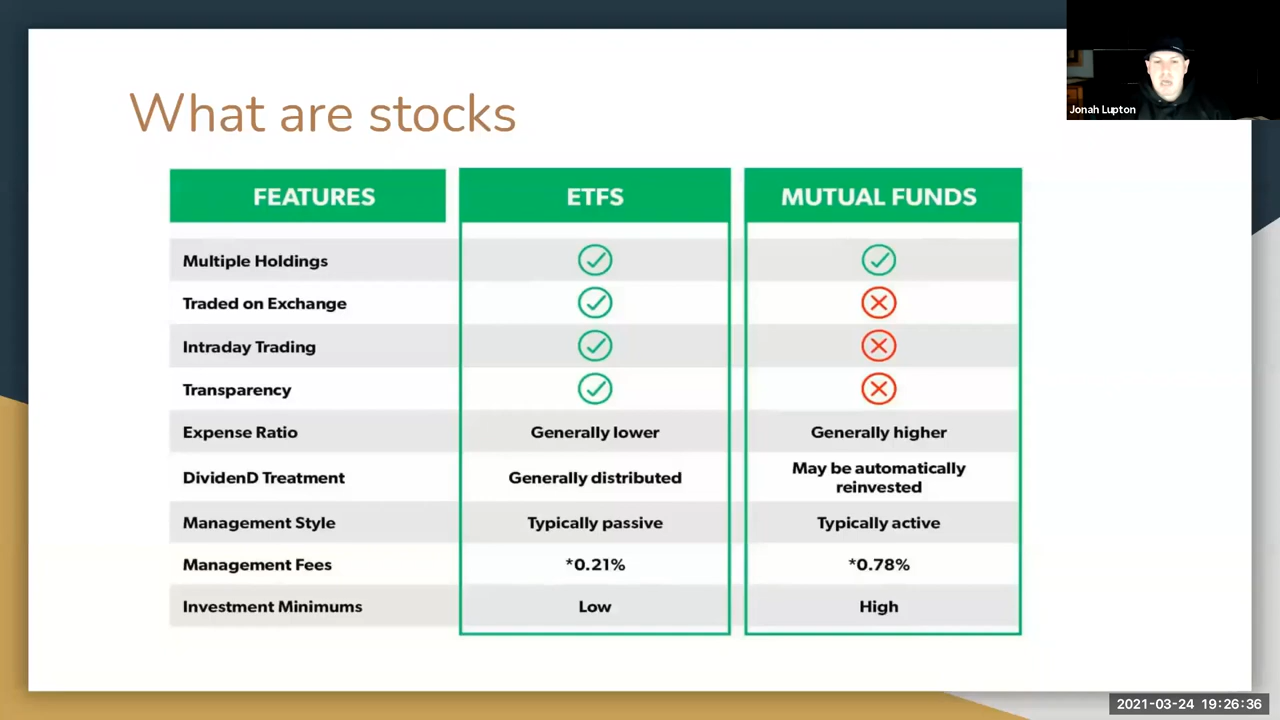 What are stocks
Jonah Lupton
FEATURES ETFS MUTUAL FUNDS
Multiple Holdings
Traded on Exchange
Intraday Trading
Transparency
Expense Ratio Generally lower Generally higher
DividenD Treatment Generally distributed May be automatically
reinvested
Management Style Typically passive Typically active
Management Fees *0.21% *0.78%
Investment Minimums Low High
2021-03-24 19:26:36